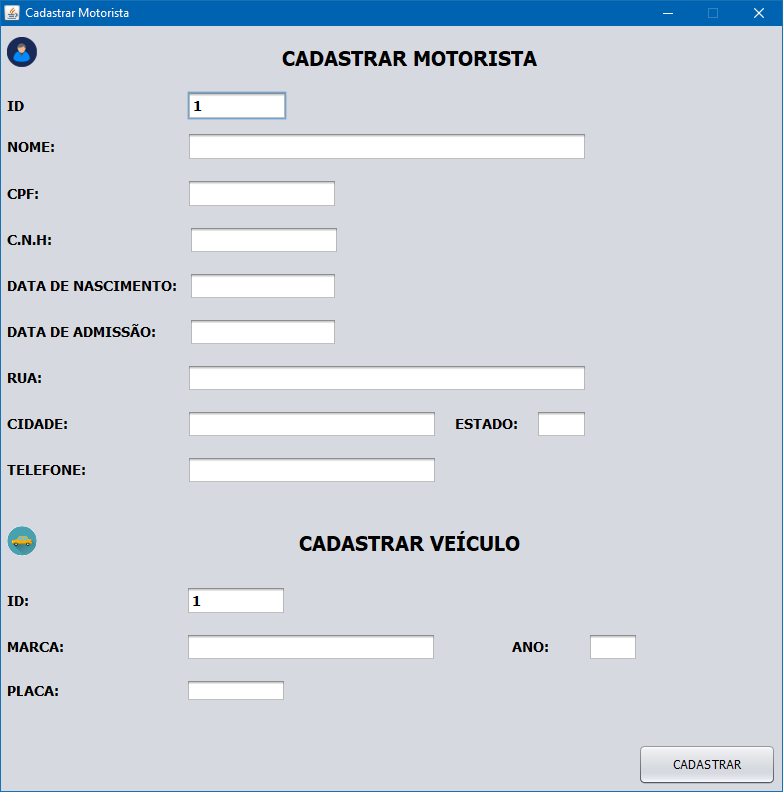 Cadastrar Motorista
CADASTRAR MOTORISTA
ID 1
NOME:
CPF:
C.N.H:
DATA DE NASCIMENTO:
DATA DE ADMISSÃO:
RUA:
CIDADE: ESTADO:
TELEFONE:
CADASTRAR VEÍCULO
ID: 1
MARCA: ANO:
PLACA:
CADASTRAR